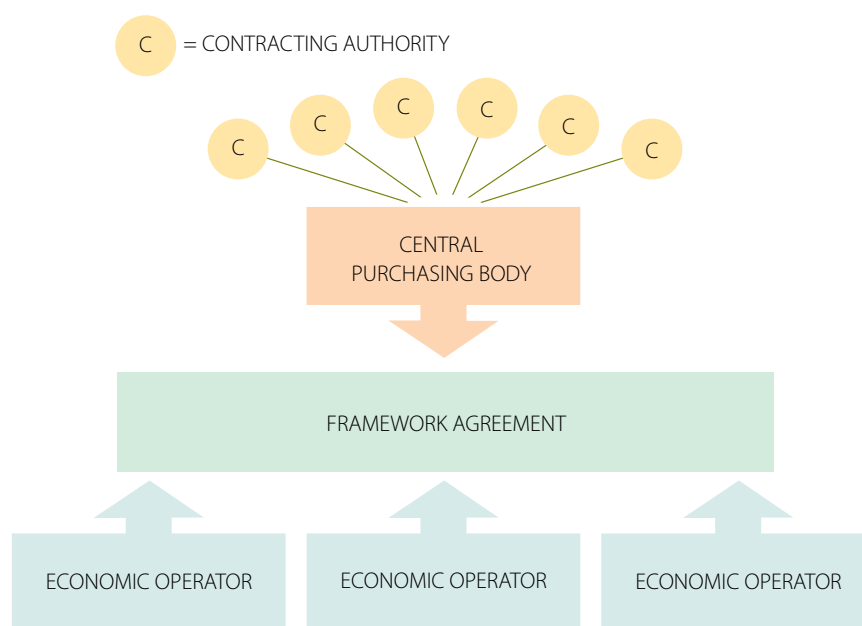 C = CONTRACTING AUTHORITY
C
C
C
C
C
C
CENTRAL
PURCHASING BODY
FRAMEWORK AGREEMENT
ECONOMIC OPERATOR
ECONOMIC OPERATOR
ECONOMIC OPERATOR